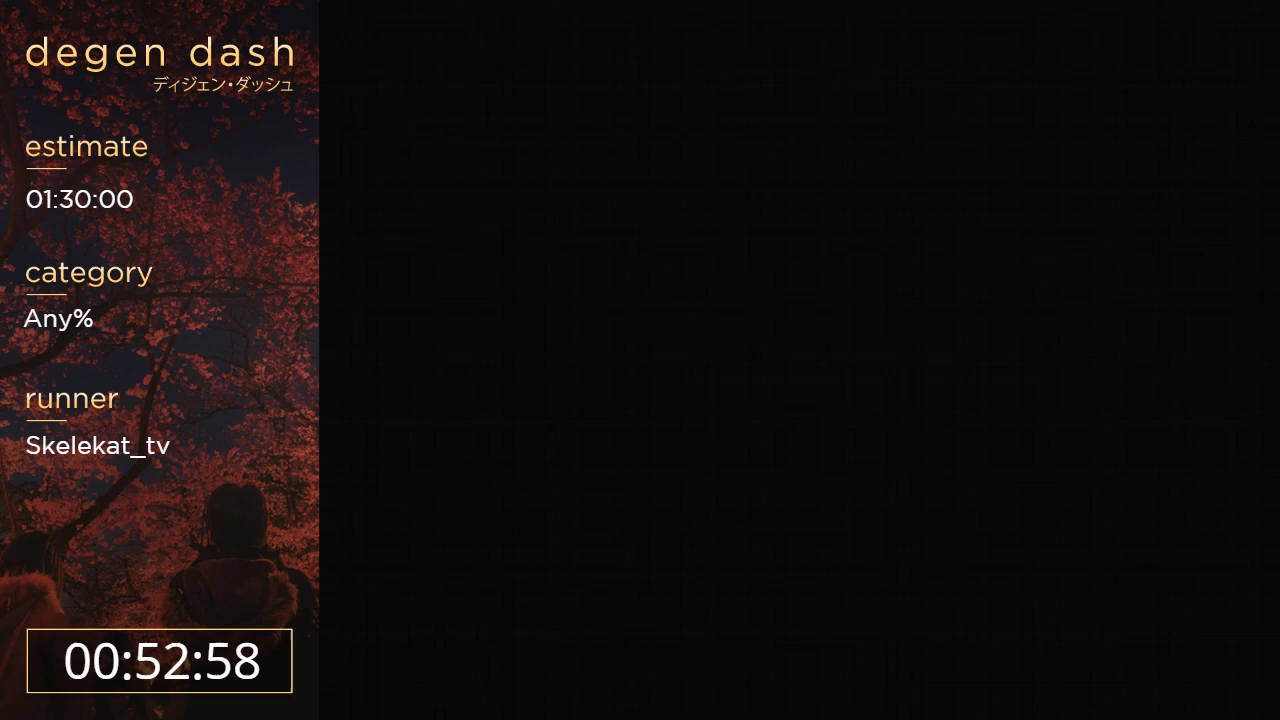 degen dash
ディジェン・ダッシュ
estimate
01:30:00
category
Any%
runner
Skelekat_tv
00:52:58